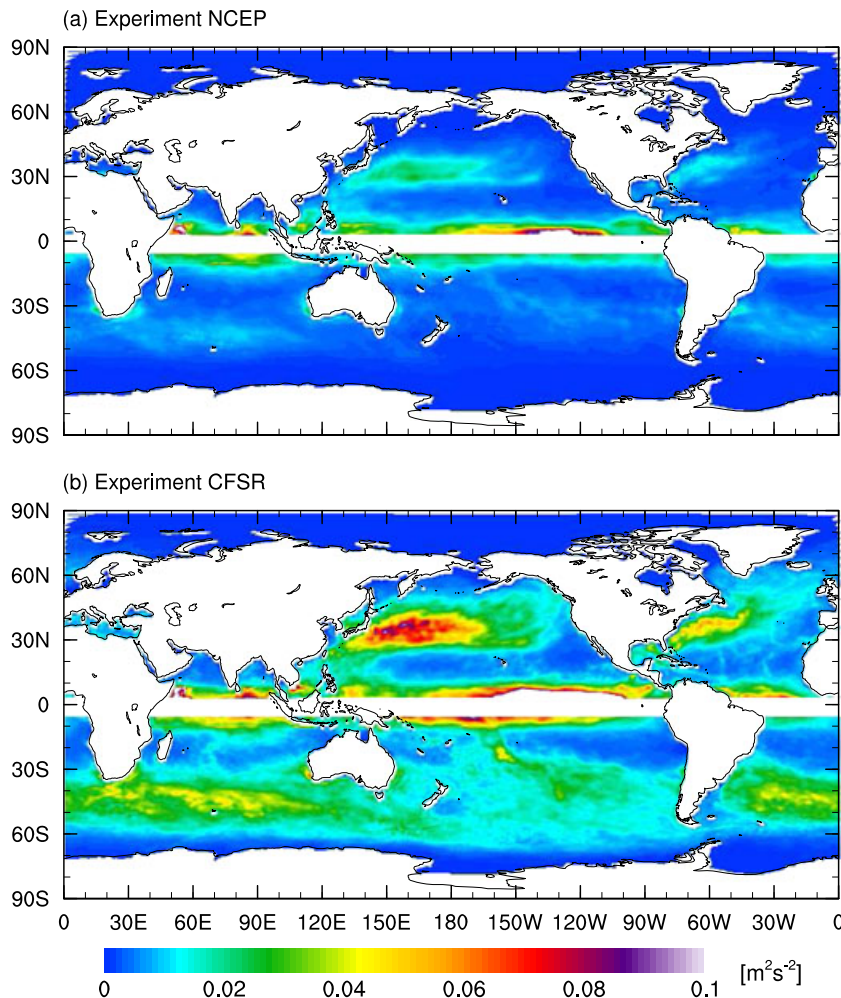 (a) Experiment NCEP
90N
60N
30N
0
30S
60S
90S
(b) Experiment CFSR
90N
60N
30N
0
30S
60S
90S
0 30E 60E 90E 120E 150E 180 150W 120W 90W 60W 30W 0
0 0.02 0.04 0.06 0.08 0.1 [m²s⁻²]